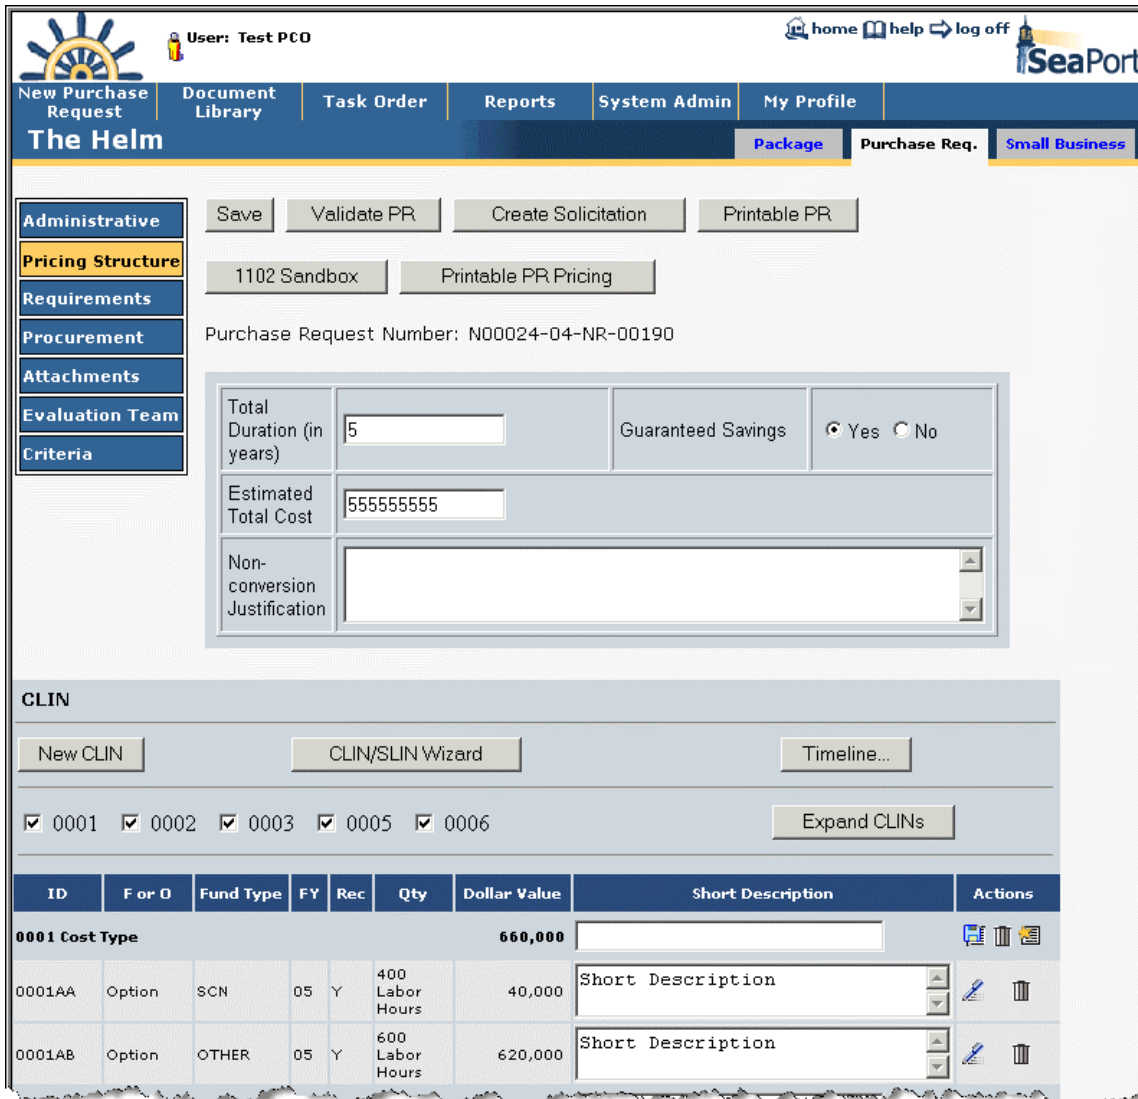 User: Test PCO
home help log off
SeaPort
New Purchase Request
Document Library
Task Order
Reports
System Admin
My Profile
The Helm
Package
Purchase Req.
Small Business
Administrative
Pricing Structure
Requirements
Procurement
Attachments
Evaluation Team
Criteria
Save
Validate PR
Create Solicitation
Printable PR
1102 Sandbox
Printable PR Pricing
Purchase Request Number: N00024-04-NR-00190
Total
Duration (in
years)
5
Guaranteed Savings
Yes No
Estimated
Total Cost
555555555
Non-
conversion
Justification
CLIN
New CLIN
CLIN/SLIN Wizard
Timeline...
0001 0002 0003 0005 0006
Expand CLINs
ID F or O Fund Type FY Rec Qty Dollar Value Short Description Actions
0001 Cost Type 660,000
0001AA Option SCN 05 Y 400 Labor Hours 40,000 Short Description
0001AB Option OTHER 05 Y 600 Labor Hours 620,000 Short Description